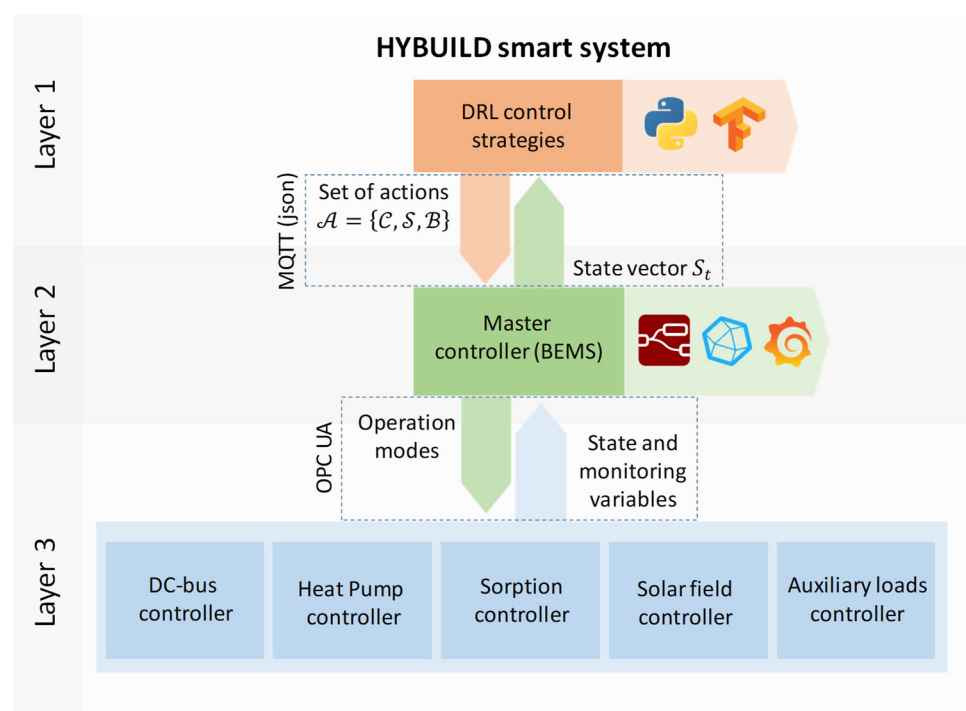 HYBUILD smart system
Layer 1
DRL control
strategies
MQTT (json)
Set of actions
𝒜 = {𝒞, 𝒮, ℬ}
State vector Sₜ
Layer 2
Master
controller (BEMS)
OPC UA
Operation
modes
State and
monitoring
variables
Layer 3
DC-bus
controller
Heat Pump
controller
Sorption
controller
Solar field
controller
Auxiliary loads
controller